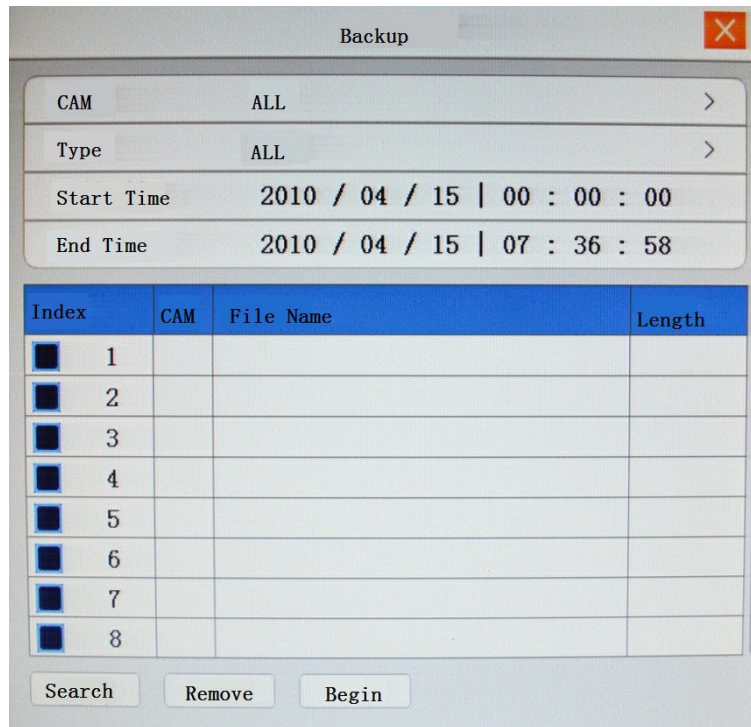 Backup
CAM ALL >
Type ALL >
Start Time 2010 / 04 / 15 | 00 : 00 : 00
End Time 2010 / 04 / 15 | 07 : 36 : 58
Index CAM File Name Length
1
2
3
4
5
6
7
8
Search Remove Begin